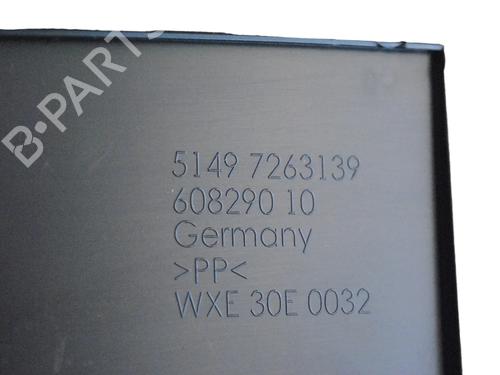 B-PARTS
5149 7263139
608290 10
Germany
>PP<
WXE 30E 0032